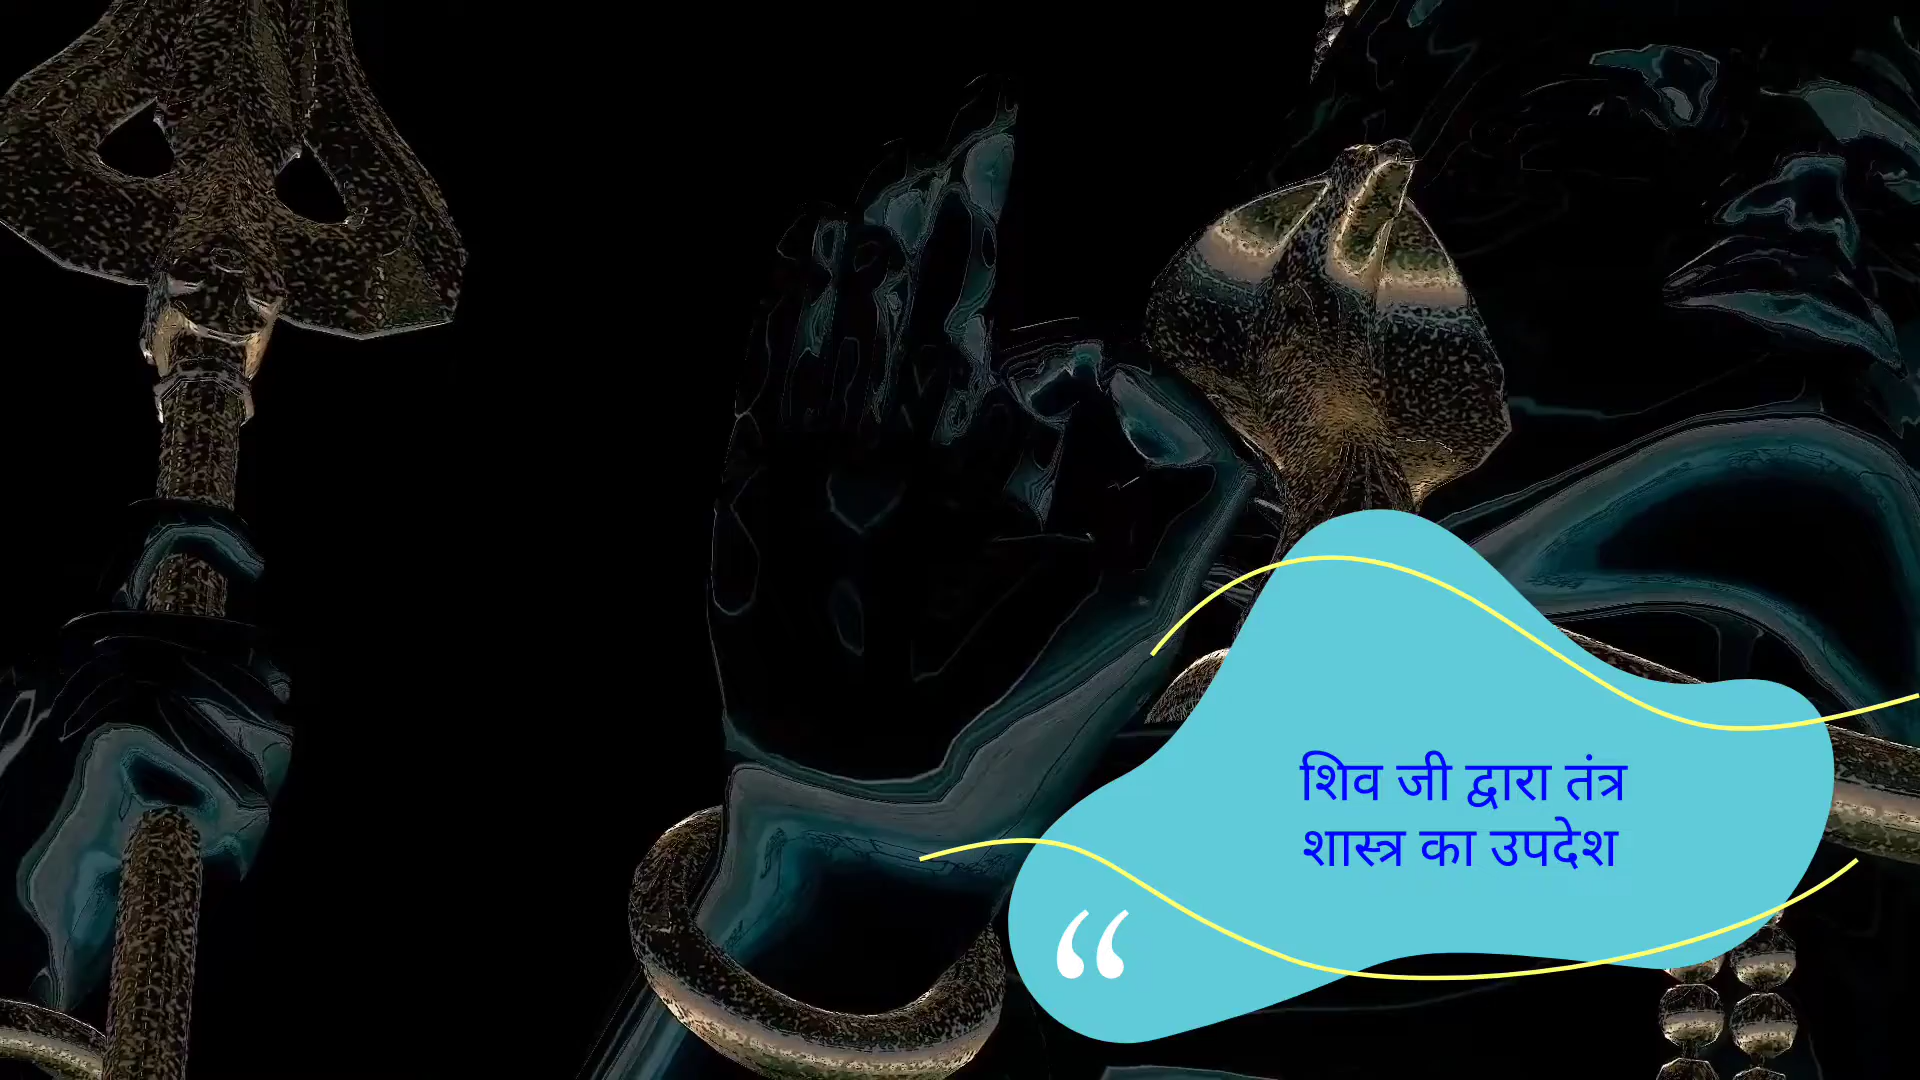 शिव जी द्वारा तंत्र
शास्त्र का उपदेश
“